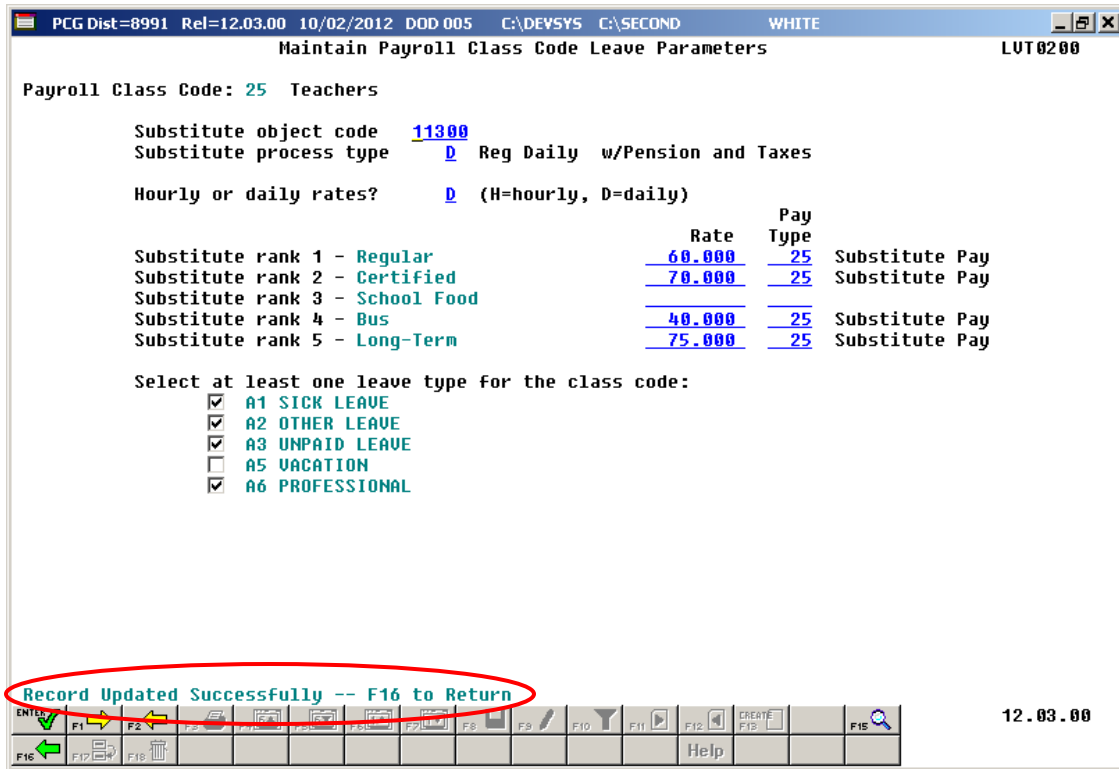 PCG Dist=8991 Rel=12.03.00 10/02/2012 DOD 005 C:\DEVSYS C:\SECOND WHITE
Maintain Payroll Class Code Leave Parameters LVT0200
Payroll Class Code: 25 Teachers
Substitute object code 11300
Substitute process type D Reg Daily w/Pension and Taxes
Hourly or daily rates? D (H=hourly, D=daily)
Pay
Rate Type
Substitute rank 1 - Regular 60.000 25 Substitute Pay
Substitute rank 2 - Certified 70.000 25 Substitute Pay
Substitute rank 3 - School Food
Substitute rank 4 - Bus 40.000 25 Substitute Pay
Substitute rank 5 - Long-Term 75.000 25 Substitute Pay
Select at least one leave type for the class code:
A1 SICK LEAVE
A2 OTHER LEAVE
A3 UNPAID LEAVE
A5 VACATION
A6 PROFESSIONAL
Record Updated Successfully -- F16 to Return
ENTER F1 F2 F8 F9 F10 F11 F12 CREATE F13 F15 12.03.00
F16 F17 F18 Help